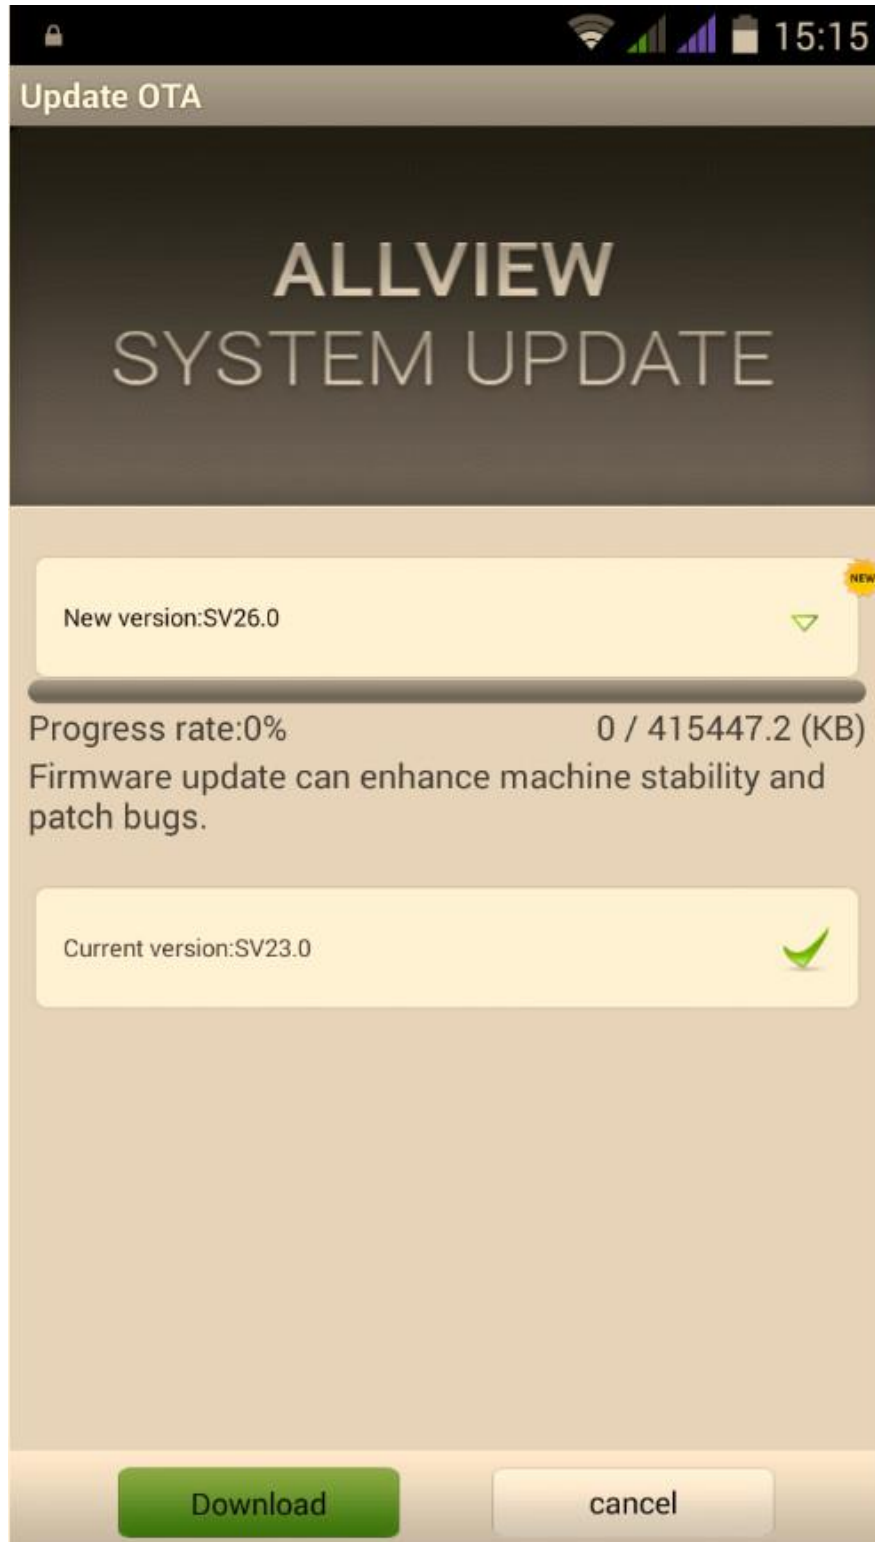 15:15
Update OTA
ALLVIEW
SYSTEM UPDATE
NEW
New version:SV26.0
Progress rate:0% 0 / 415447.2 (KB)
Firmware update can enhance machine stability and
patch bugs.
Current version:SV23.0
Download cancel